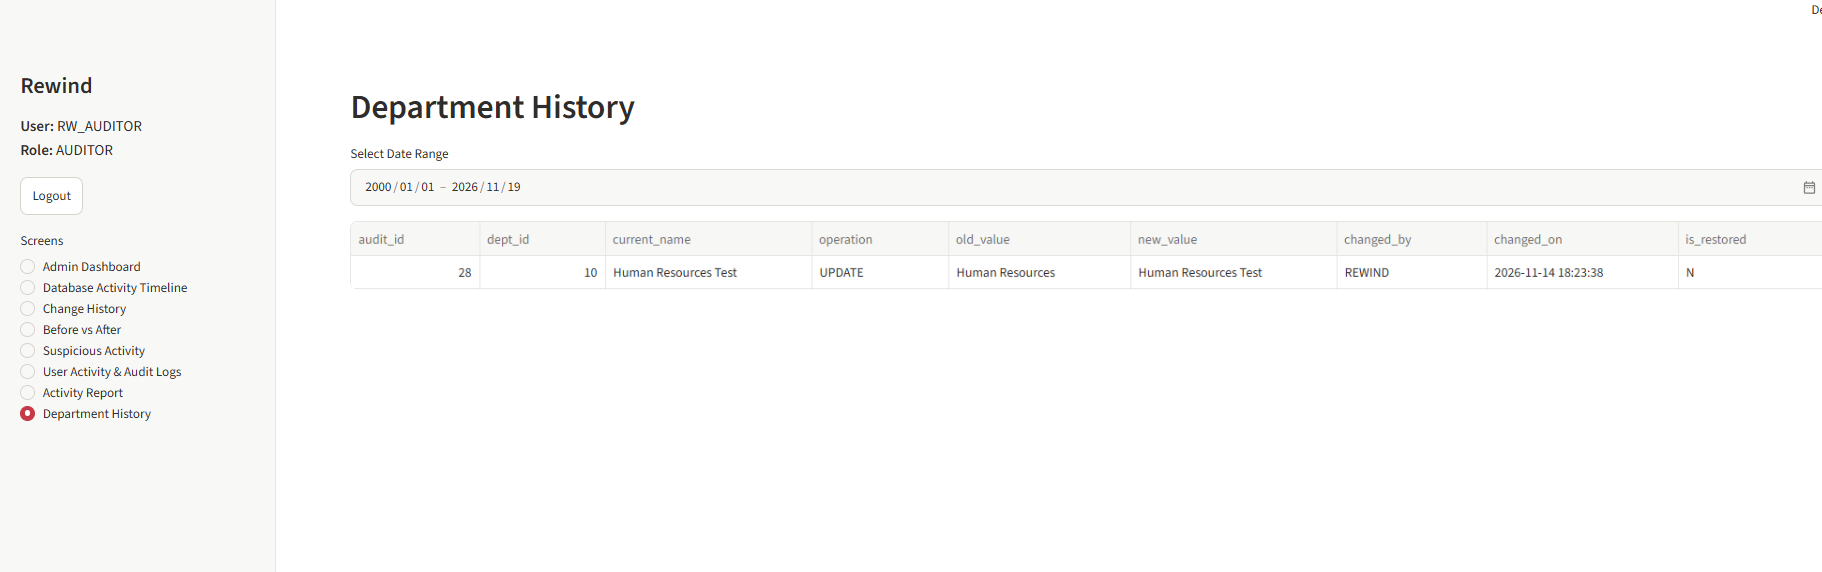 De
Rewind
User: RW_AUDITOR
Role: AUDITOR
Logout
Screens
Admin Dashboard
Database Activity Timeline
Change History
Before vs After
Suspicious Activity
User Activity & Audit Logs
Activity Report
Department History
Department History
Select Date Range
2000 / 01 / 01 – 2026 / 11 / 19
audit_id dept_id current_name operation old_value new_value changed_by changed_on is_restored
28 10 Human Resources Test UPDATE Human Resources Human Resources Test REWIND 2026-11-14 18:23:38 N